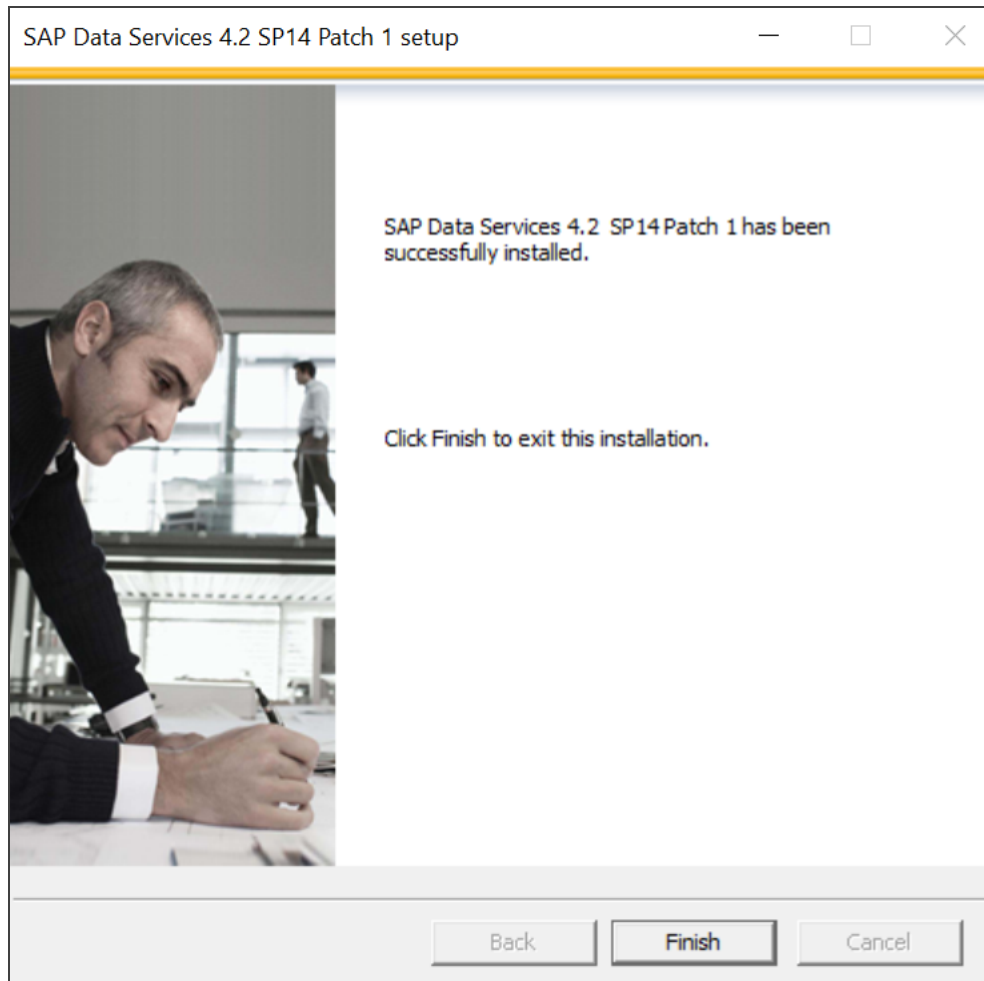 SAP Data Services 4.2 SP14 Patch 1 setup
SAP Data Services 4.2  SP14 Patch 1 has been
successfully installed.
Click Finish to exit this installation.
Back
Finish
Cancel